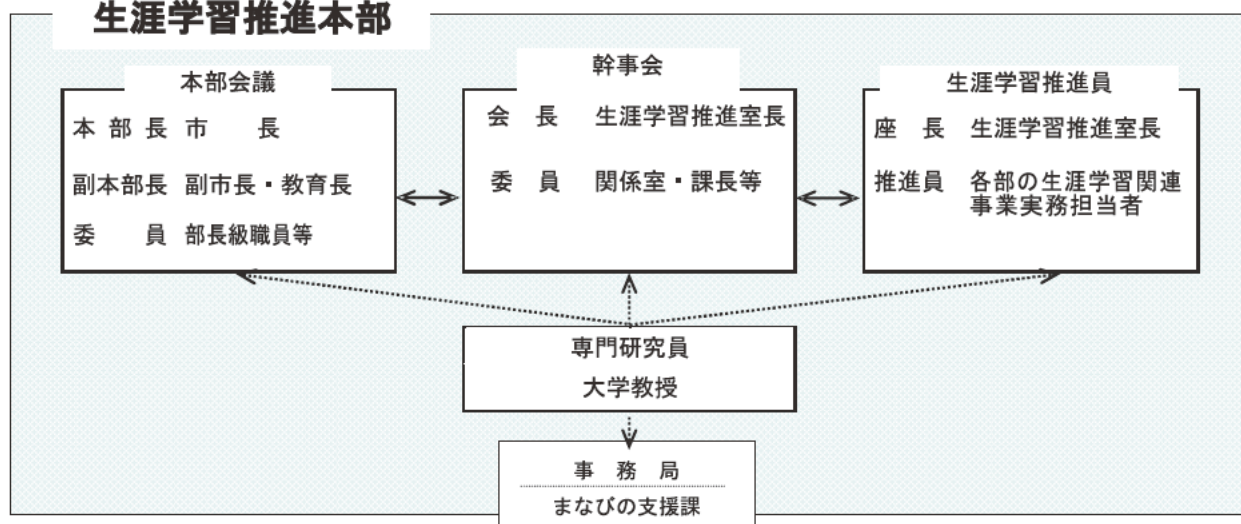 生涯学習推進本部
本部会議
本部長 市　　長
副本部長 副市長・教育長
委　　員 部長級職員等
幹事会
会　長 生涯学習推進室長
委　員 関係室・課長等
生涯学習推進員
座　長 生涯学習推進室長
推進員 各部の生涯学習関連
事業実務担当者
専門研究員
大学教授
事　務　局
まなびの支援課